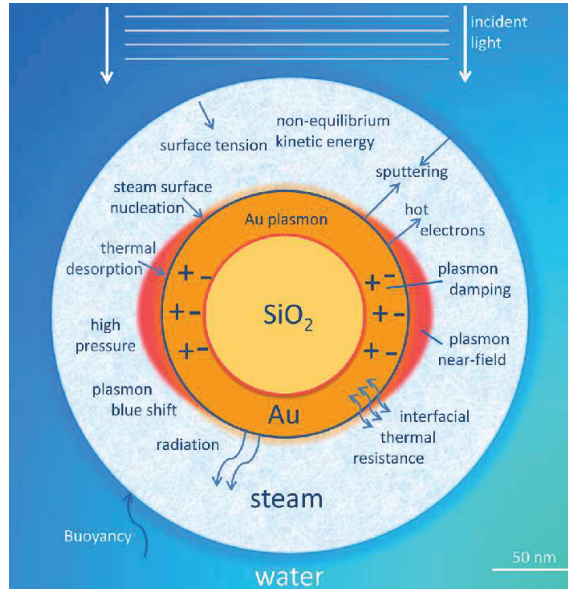 incident
light
non-equilibrium
kinetic energy
surface tension
sputtering
steam surface
nucleation
Au plasmon
hot
electrons
thermal
desorption
+ -
+ -
plasmon
damping
+ -
SiO₂
+ -
high
pressure
plasmon
near-field
+ -
+ -
plasmon
blue shift
Au
interfacial
thermal
resistance
radiation
steam
Buoyancy
50 nm
water